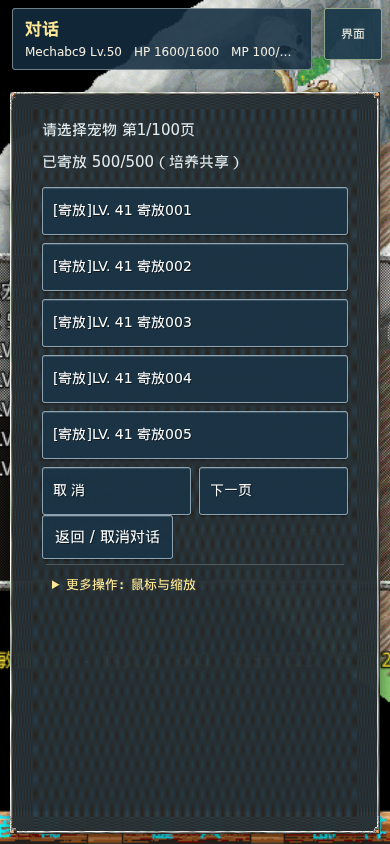 对话
Mechabc9 Lv.50 HP 1600/1600 MP 100/...
界面
请选择宠物 第1/100页
已寄放 500/500（培养共享）
[寄放]LV. 41 寄放001
[寄放]LV. 41 寄放002
[寄放]LV. 41 寄放003
[寄放]LV. 41 寄放004
[寄放]LV. 41 寄放005
取 消
下一页
返回 / 取消对话
▶ 更多操作：鼠标与缩放